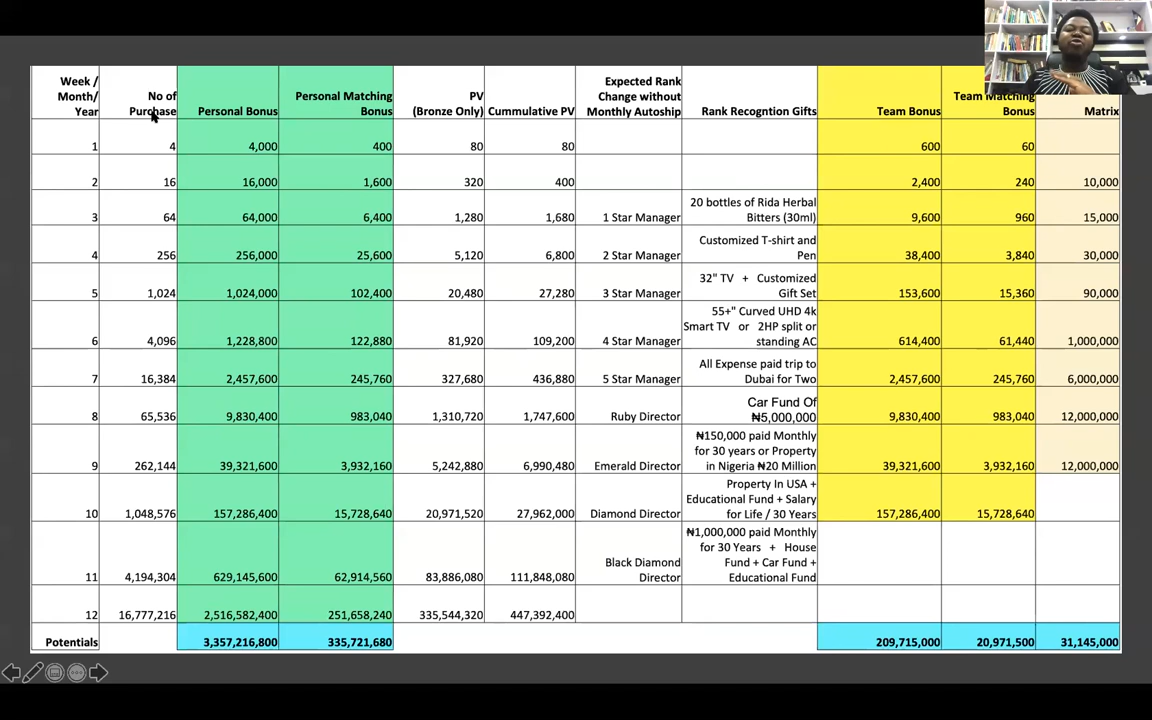 Week / Month/ Year No of Purchase Personal Bonus Personal Matching Bonus PV (Bronze Only) Cummulative PV Expected Rank Change without Monthly Autoship Rank Recogntion Gifts Team Bonus Team Matching Bonus Matrix
1 4 4,000 400 80 80 600 60
2 16 16,000 1,600 320 400 2,400 240 10,000
3 64 64,000 6,400 1,280 1,680 1 Star Manager 20 bottles of Rida Herbal Bitters (30ml) 9,600 960 15,000
4 256 256,000 25,600 5,120 6,800 2 Star Manager Customized T-shirt and Pen 38,400 3,840 30,000
5 1,024 1,024,000 102,400 20,480 27,280 3 Star Manager 32" TV + Customized Gift Set 153,600 15,360 90,000
6 4,096 1,228,800 122,880 81,920 109,200 4 Star Manager 55+" Curved UHD 4k Smart TV or 2HP split or standing AC 614,400 61,440 1,000,000
7 16,384 2,457,600 245,760 327,680 436,880 5 Star Manager All Expense paid trip to Dubai for Two 2,457,600 245,760 6,000,000
8 65,536 9,830,400 983,040 1,310,720 1,747,600 Ruby Director Car Fund Of ₦5,000,000 9,830,400 983,040 12,000,000
9 262,144 39,321,600 3,932,160 5,242,880 6,990,480 Emerald Director ₦150,000 paid Monthly for 30 years or Property in Nigeria ₦20 Million 39,321,600 3,932,160 12,000,000
10 1,048,576 157,286,400 15,728,640 20,971,520 27,962,000 Diamond Director Property In USA + Educational Fund + Salary for Life / 30 Years 157,286,400 15,728,640
11 4,194,304 629,145,600 62,914,560 83,886,080 111,848,080 Black Diamond Director ₦1,000,000 paid Monthly for 30 Years + House Fund + Car Fund + Educational Fund
12 16,777,216 2,516,582,400 251,658,240 335,544,320 447,392,400
Potentials 3,357,216,800 335,721,680 209,715,000 20,971,500 31,145,000